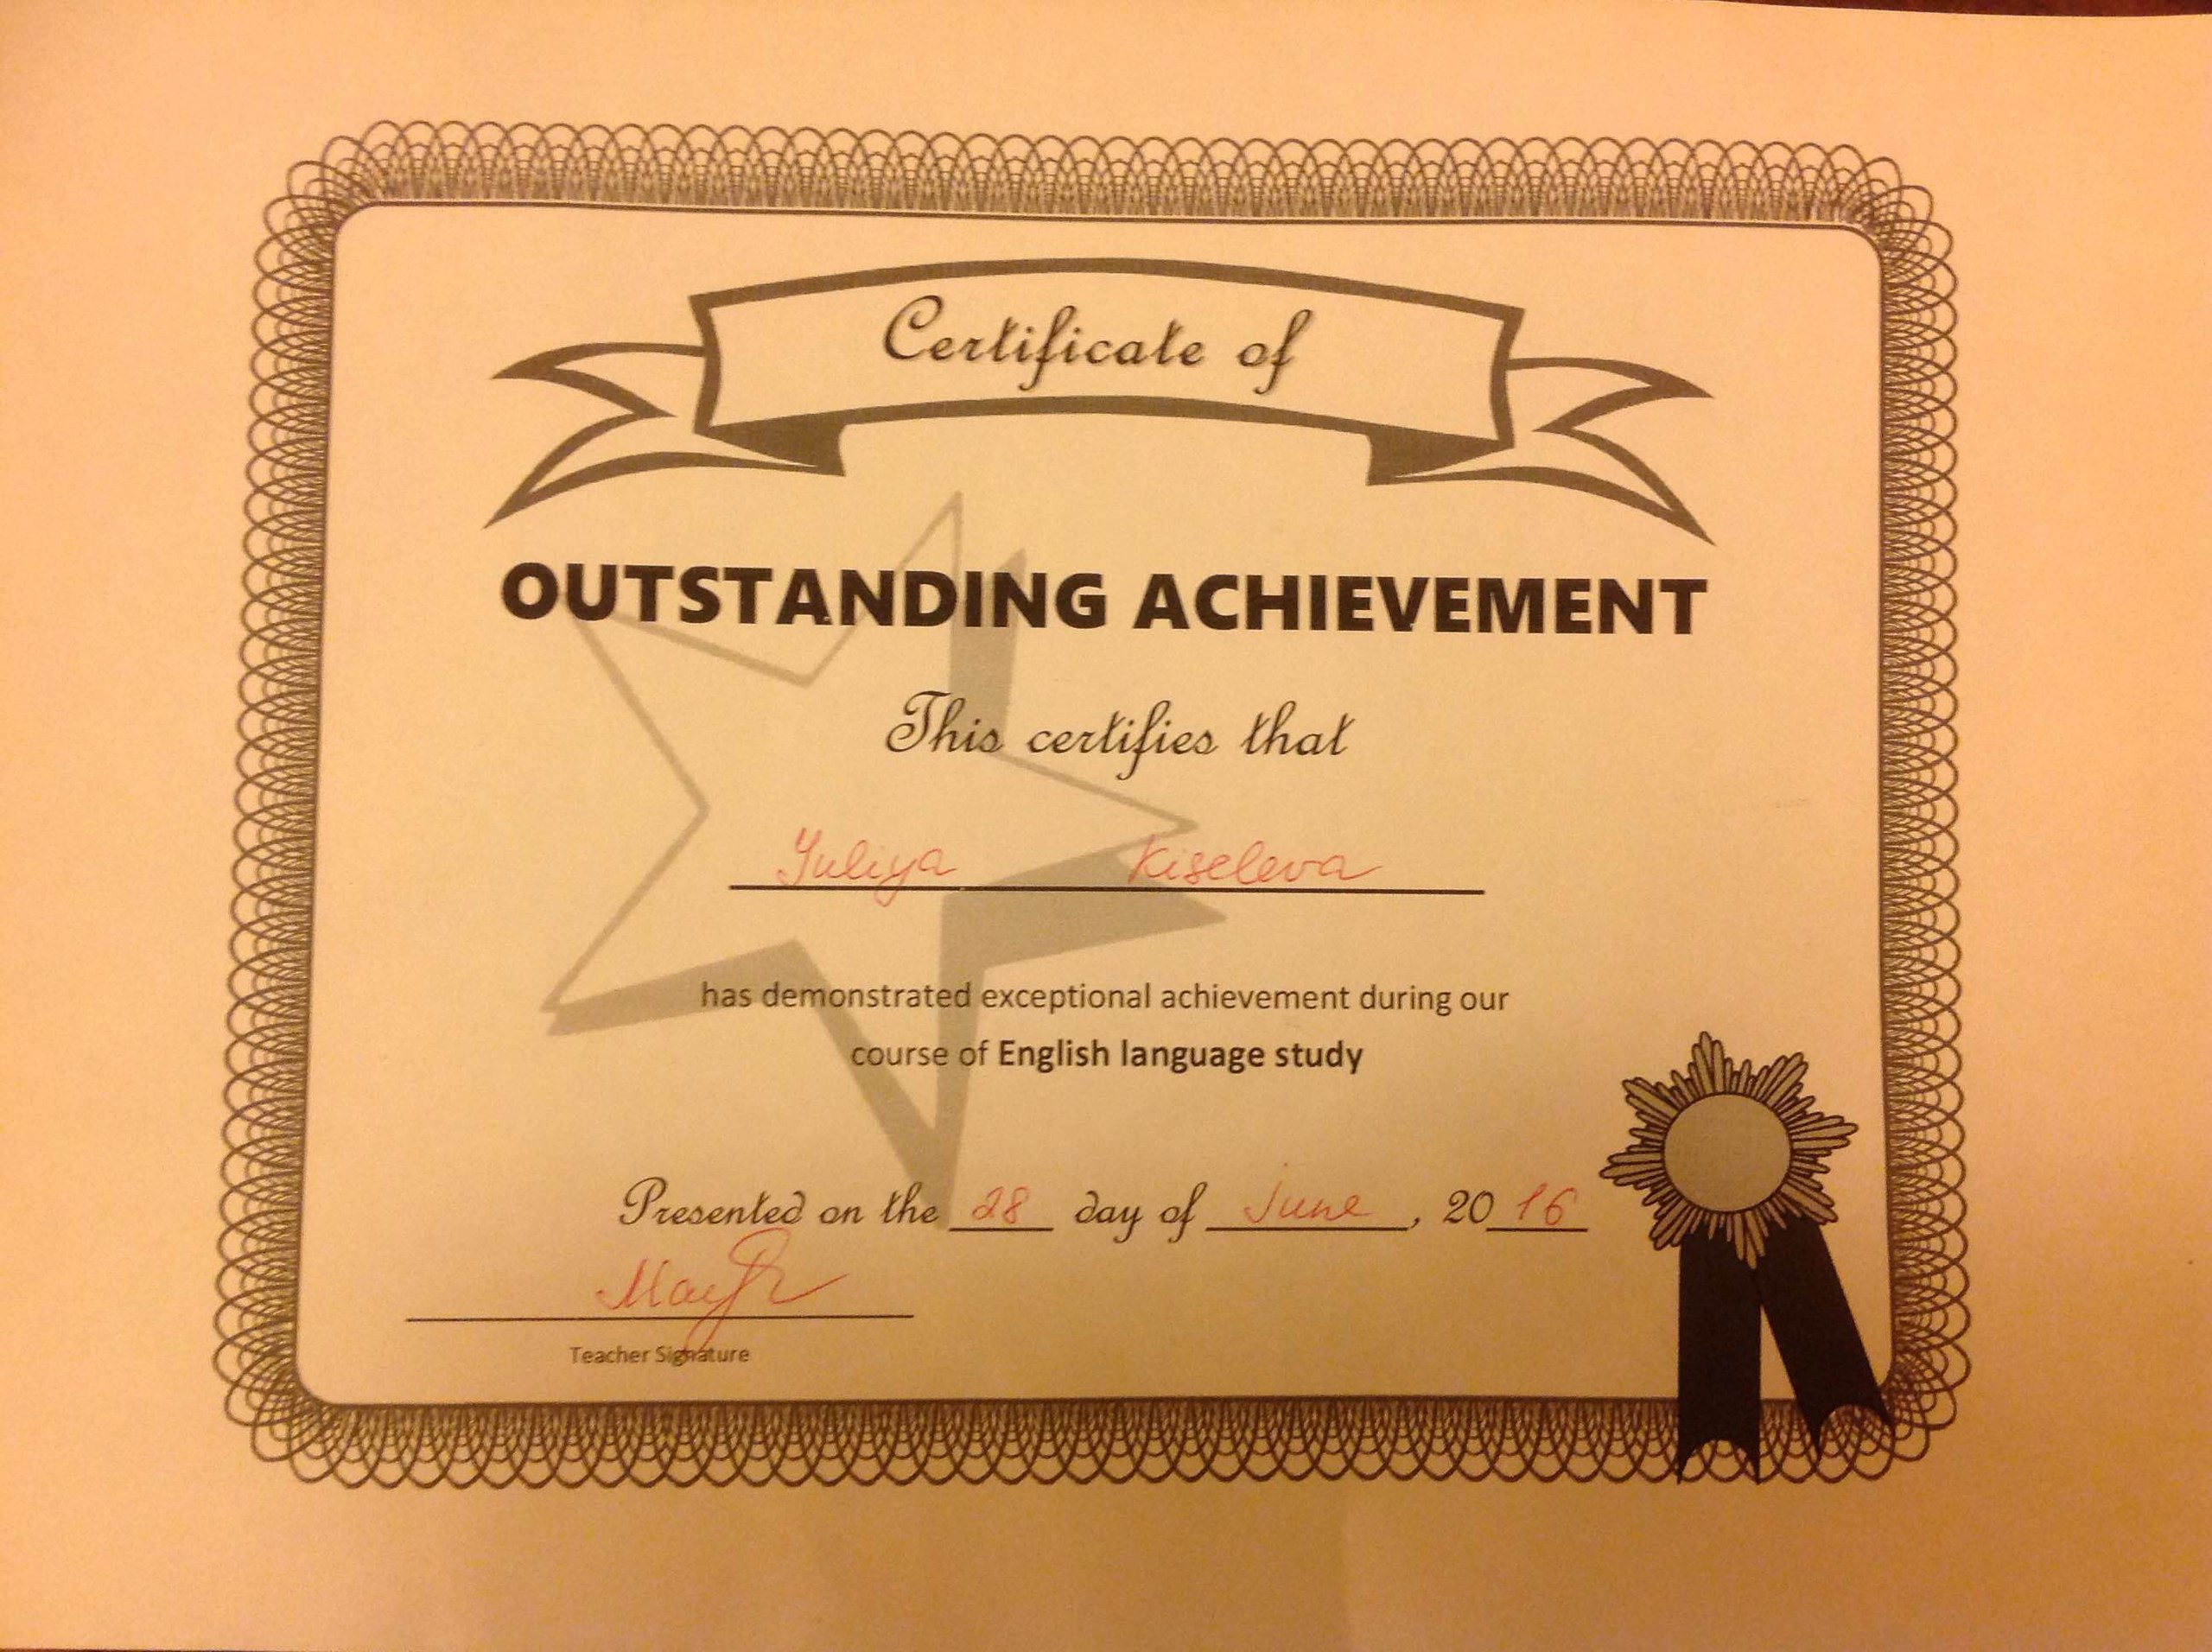 Certificate of
OUTSTANDING ACHIEVEMENT
This certifies that
Yuliya Kiseleva
has demonstrated exceptional achievement during our
course of English language study
Presented on the 28 day of June, 2016
Teacher Signature